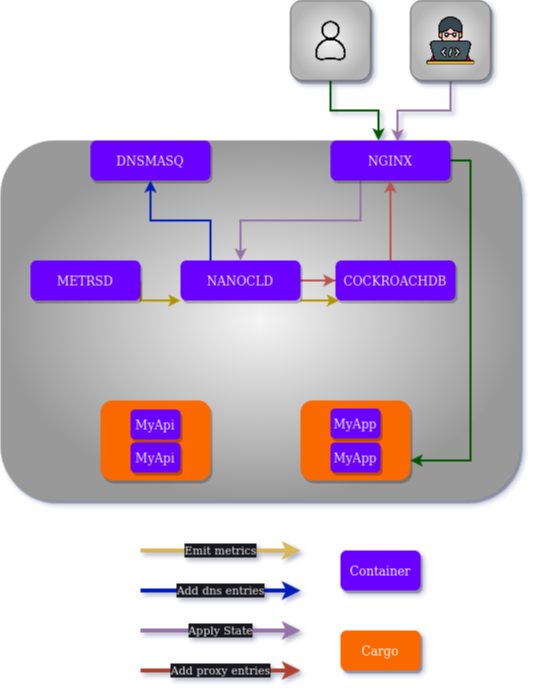 </>
DNSMASQ
NGINX
METRSD
NANOCLD
COCKROACHDB
MyApi
MyApp
MyApi
MyApp
Emit metrics
Container
Add dns entries
Apply State
Cargo
Add proxy entries